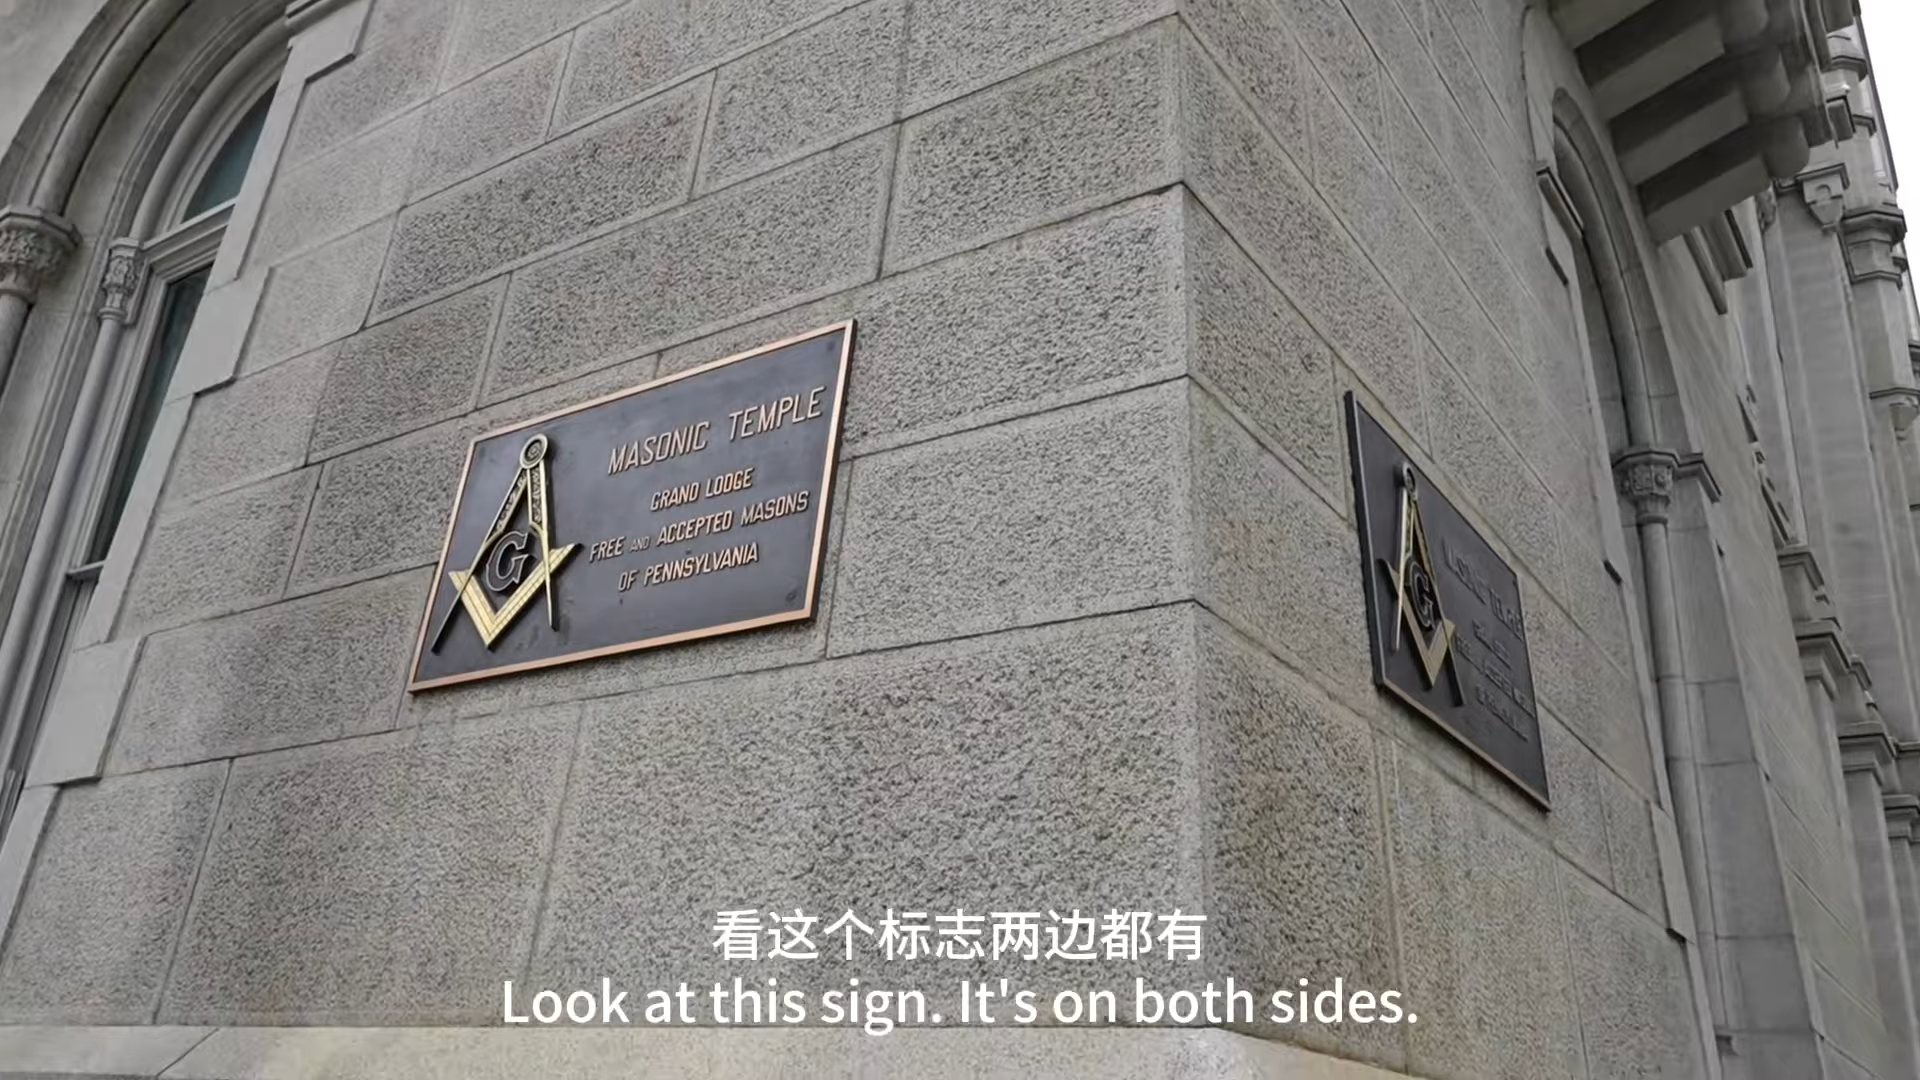 MASONIC TEMPLE
GRAND LODGE
FREE AND ACCEPTED MASONS
OF PENNSYLVANIA
G
G
看这个标志两边都有
Look at this sign. It's on both sides.